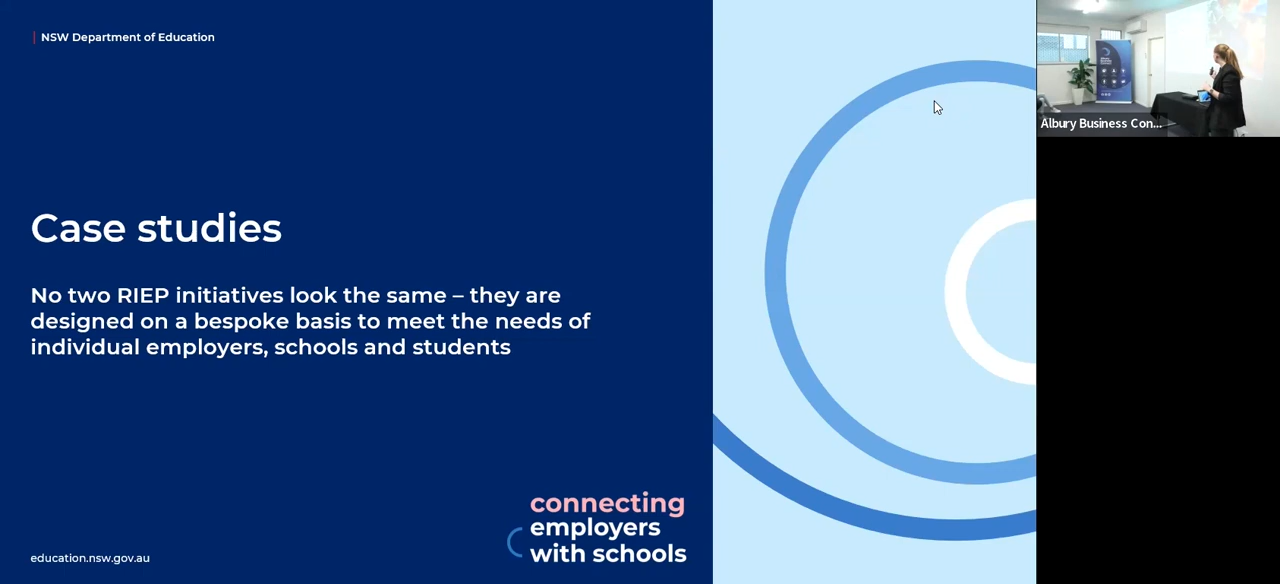 NSW Department of Education
Case studies
No two RIEP initiatives look the same – they are
designed on a bespoke basis to meet the needs of
individual employers, schools and students
connecting
employers
with schools
education.nsw.gov.au
Albury Business Con...